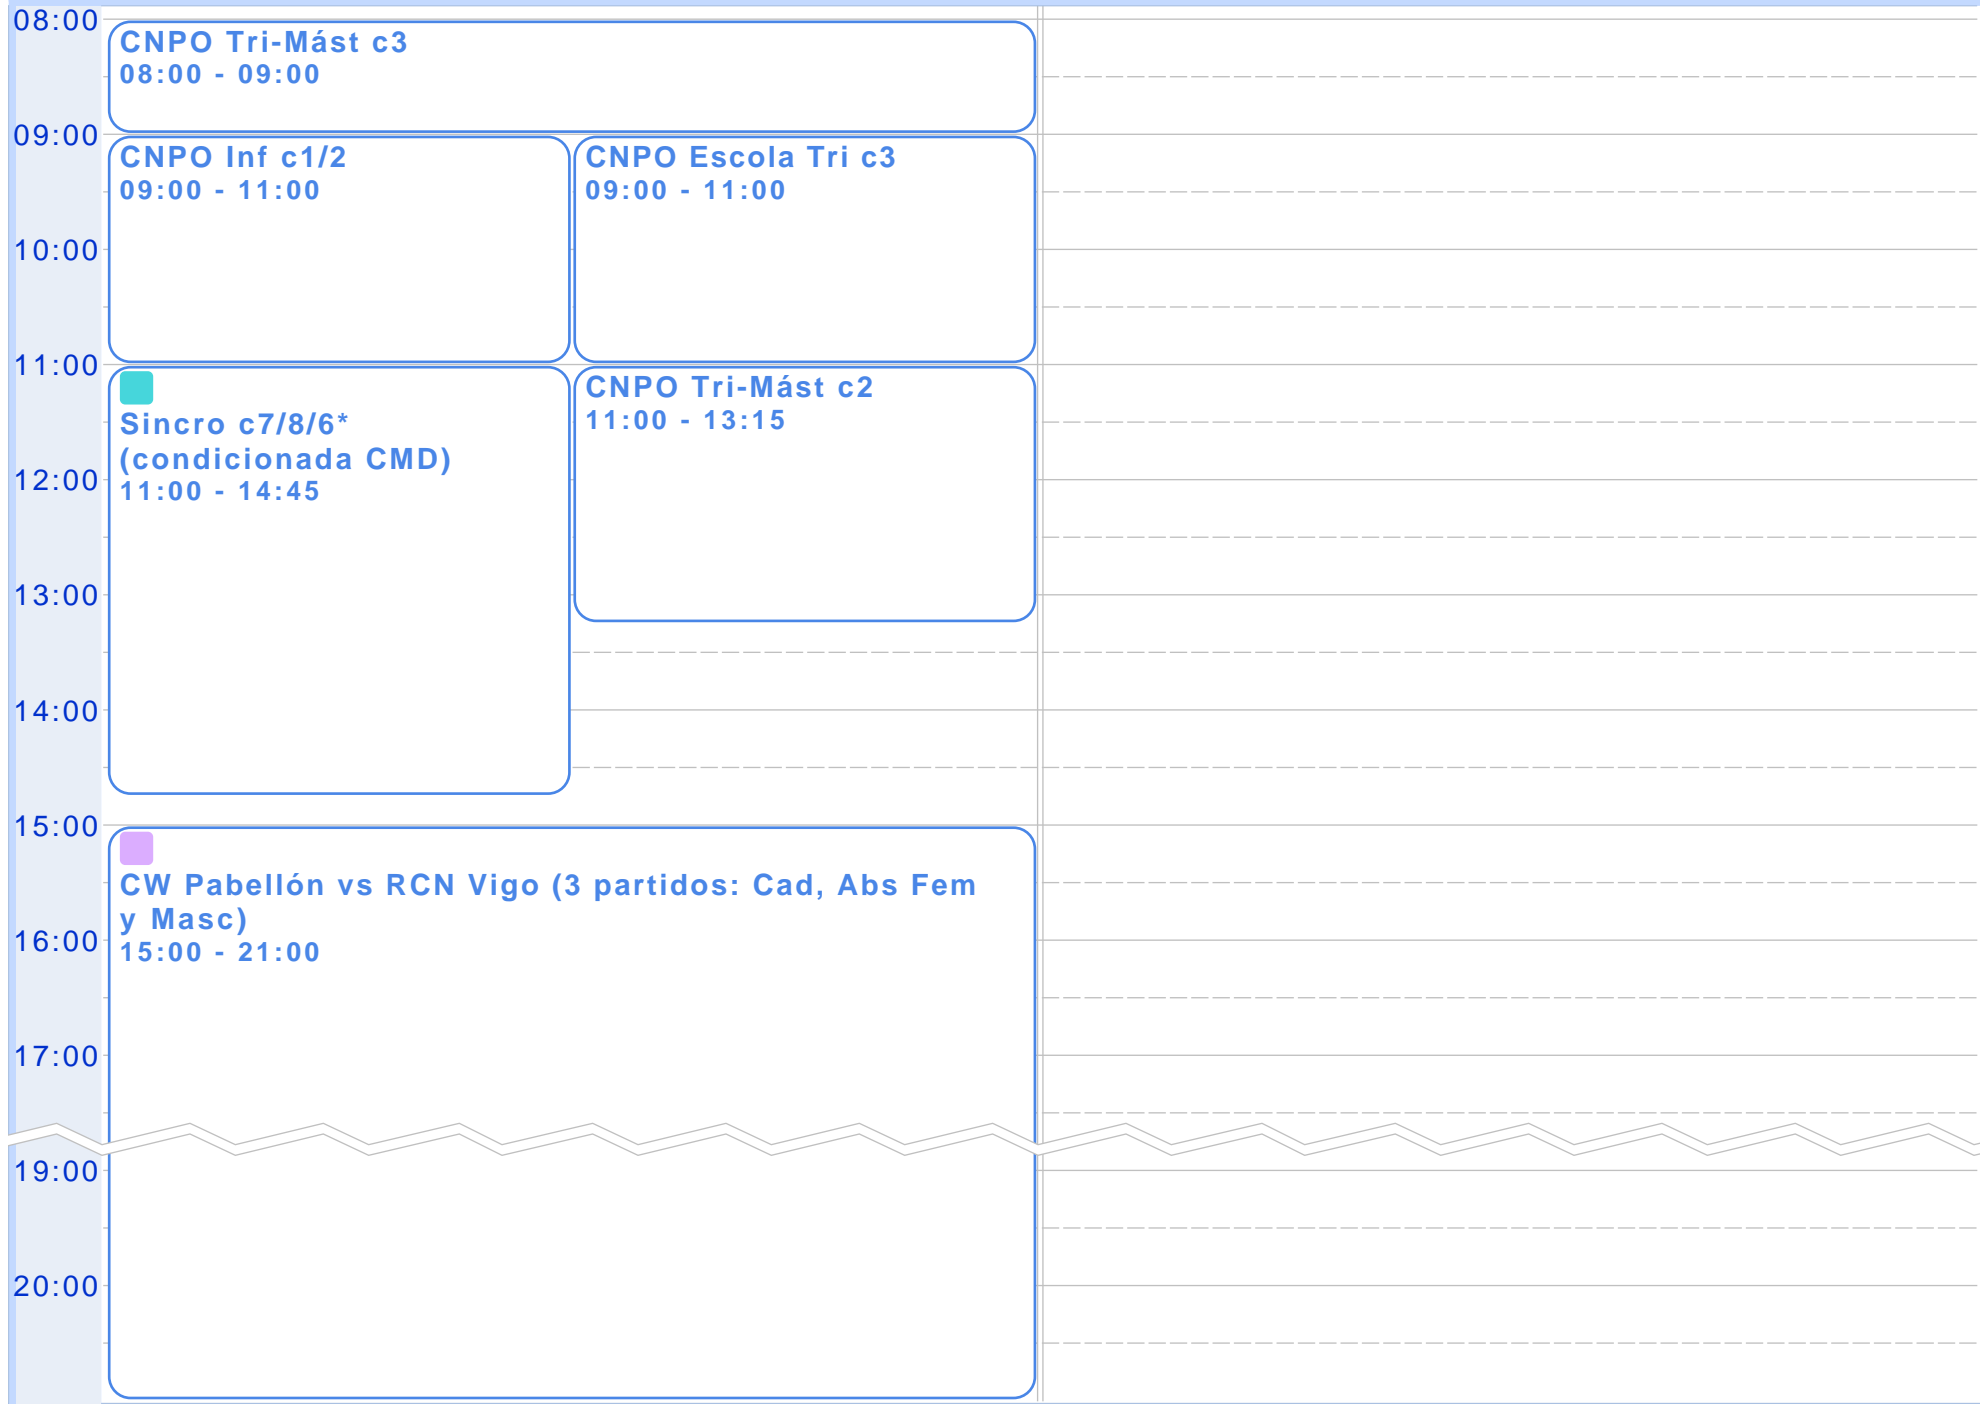 08:00
CNPO Tri-Mást c3
08:00 - 09:00
09:00
CNPO Inf c1/2
09:00 - 11:00
CNPO Escola Tri c3
09:00 - 11:00
10:00
11:00
Sincro c7/8/6*
(condicionada CMD)
11:00 - 14:45
CNPO Tri-Mást c2
11:00 - 13:15
12:00
13:00
14:00
15:00
CW Pabellón vs RCN Vigo (3 partidos: Cad, Abs Fem
y Masc)
15:00 - 21:00
16:00
17:00
19:00
20:00